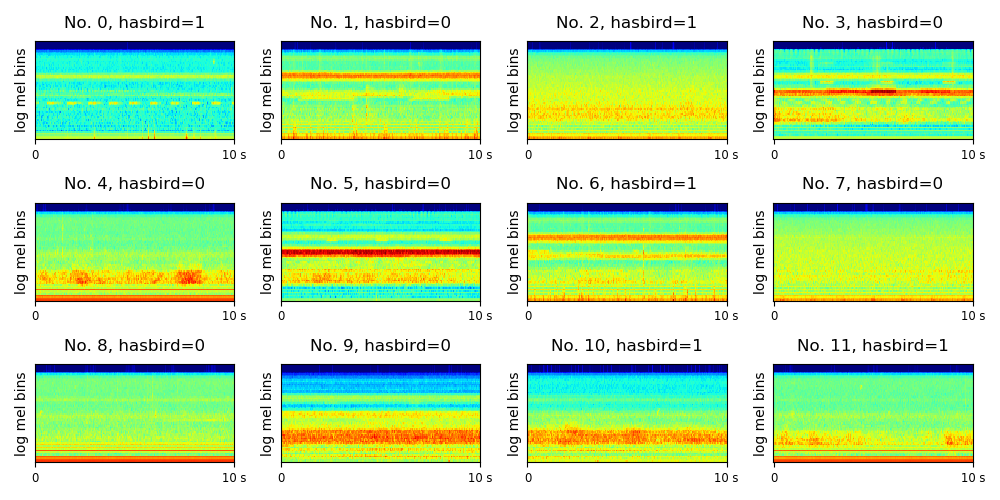 No. 0, hasbird=1
No. 1, hasbird=0
No. 2, hasbird=1
No. 3, hasbird=0
log mel bins
log mel bins
log mel bins
log mel bins
0 10 s
0 10 s
0 10 s
0 10 s
No. 4, hasbird=0
No. 5, hasbird=0
No. 6, hasbird=1
No. 7, hasbird=0
log mel bins
log mel bins
log mel bins
log mel bins
0 10 s
0 10 s
0 10 s
0 10 s
No. 8, hasbird=0
No. 9, hasbird=0
No. 10, hasbird=1
No. 11, hasbird=1
log mel bins
log mel bins
log mel bins
log mel bins
0 10 s
0 10 s
0 10 s
0 10 s